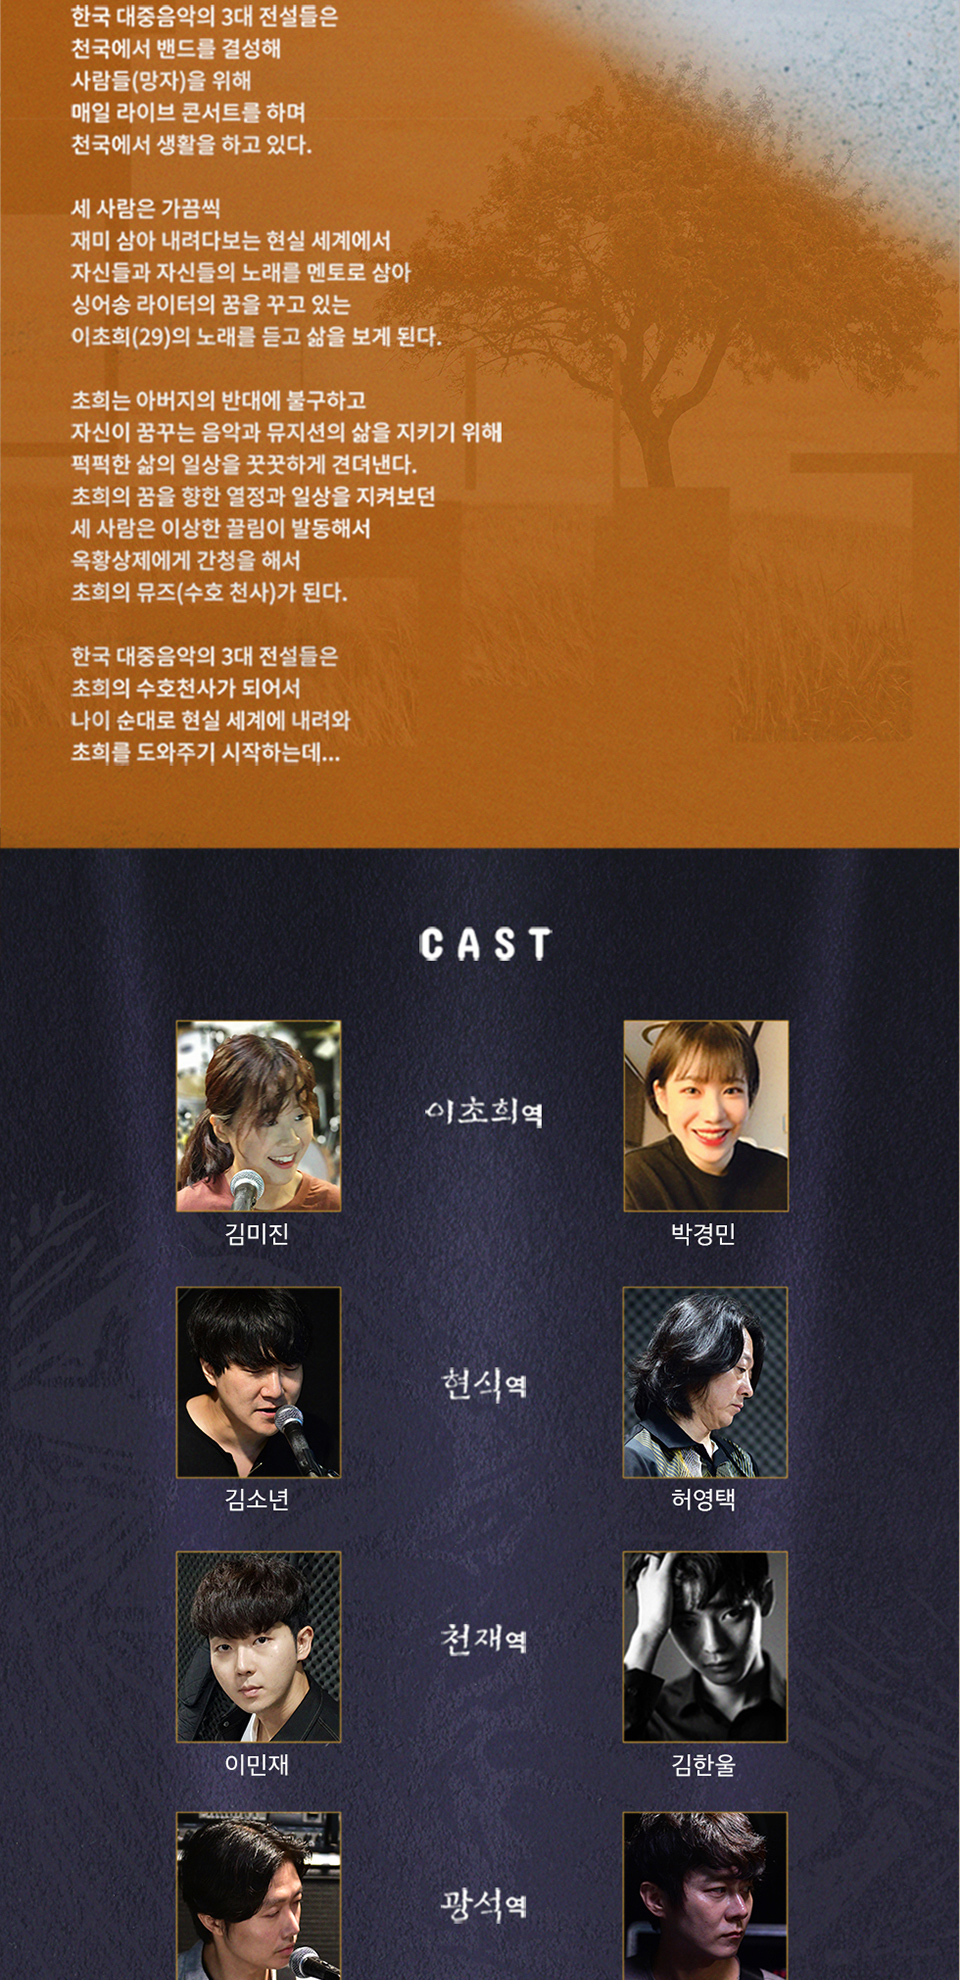 한국 대중음악의 3대 전설들은
천국에서 밴드를 결성해
사람들(망자)을 위해
매일 라이브 콘서트를 하며
천국에서 생활을 하고 있다.
세 사람은 가끔씩
재미 삼아 내려다보는 현실 세계에서
자신들과 자신들의 노래를 멘토로 삼아
싱어송 라이터의 꿈을 꾸고 있는
이초희(29)의 노래를 듣고 삶을 보게 된다.
초희는 아버지의 반대에 불구하고
자신이 꿈꾸는 음악과 뮤지션의 삶을 지키기 위해
퍽퍽한 삶의 일상을 꿋꿋하게 견뎌낸다.
초희의 꿈을 향한 열정과 일상을 지켜보던
세 사람은 이상한 끌림이 발동해서
옥황상제에게 간청을 해서
초희의 뮤즈(수호 천사)가 된다.
한국 대중음악의 3대 전설들은
초희의 수호천사가 되어서
나이 순대로 현실 세계에 내려와
초희를 도와주기 시작하는데...
CAST
이초희역
김미진 박경민
현식역
김소년 허영택
천재역
이민재 김한울
광석역